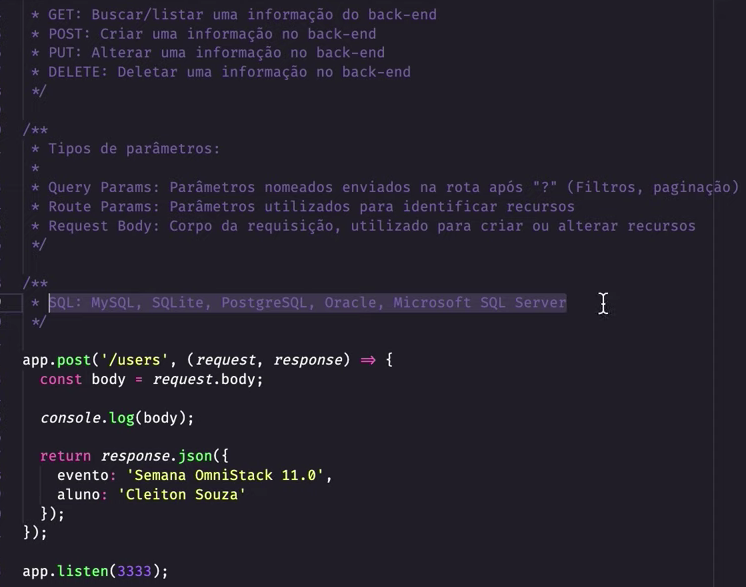 * GET: Buscar/listar uma informação do back-end
* POST: Criar uma informação no back-end
* PUT: Alterar uma informação no back-end
* DELETE: Deletar uma informação no back-end
*/
/**
* Tipos de parâmetros:
*
* Query Params: Parâmetros nomeados enviados na rota após "?" (Filtros, paginação)
* Route Params: Parâmetros utilizados para identificar recursos
* Request Body: Corpo da requisição, utilizado para criar ou alterar recursos
*/
/**
* SQL: MySQL, SQLite, PostgreSQL, Oracle, Microsoft SQL Server
*/
app.post('/users', (request, response) => {
const body = request.body;
console.log(body);
return response.json({
evento: 'Semana OmniStack 11.0',
aluno: 'Cleiton Souza'
});
});
app.listen(3333);